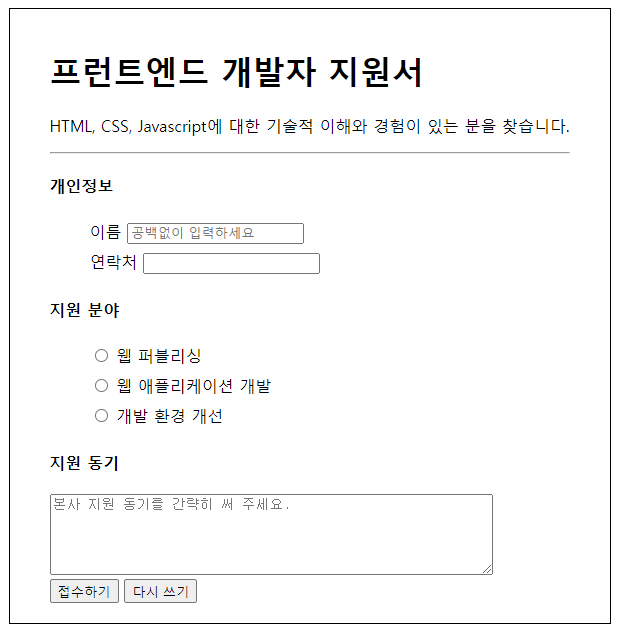 프런트엔드 개발자 지원서
HTML, CSS, Javascript에 대한 기술적 이해와 경험이 있는 분을 찾습니다.
개인정보
이름 공백없이 입력하세요
연락처
지원 분야
웹 퍼블리싱
웹 애플리케이션 개발
개발 환경 개선
지원 동기
본사 지원 동기를 간략히 써 주세요.
접수하기 다시 쓰기